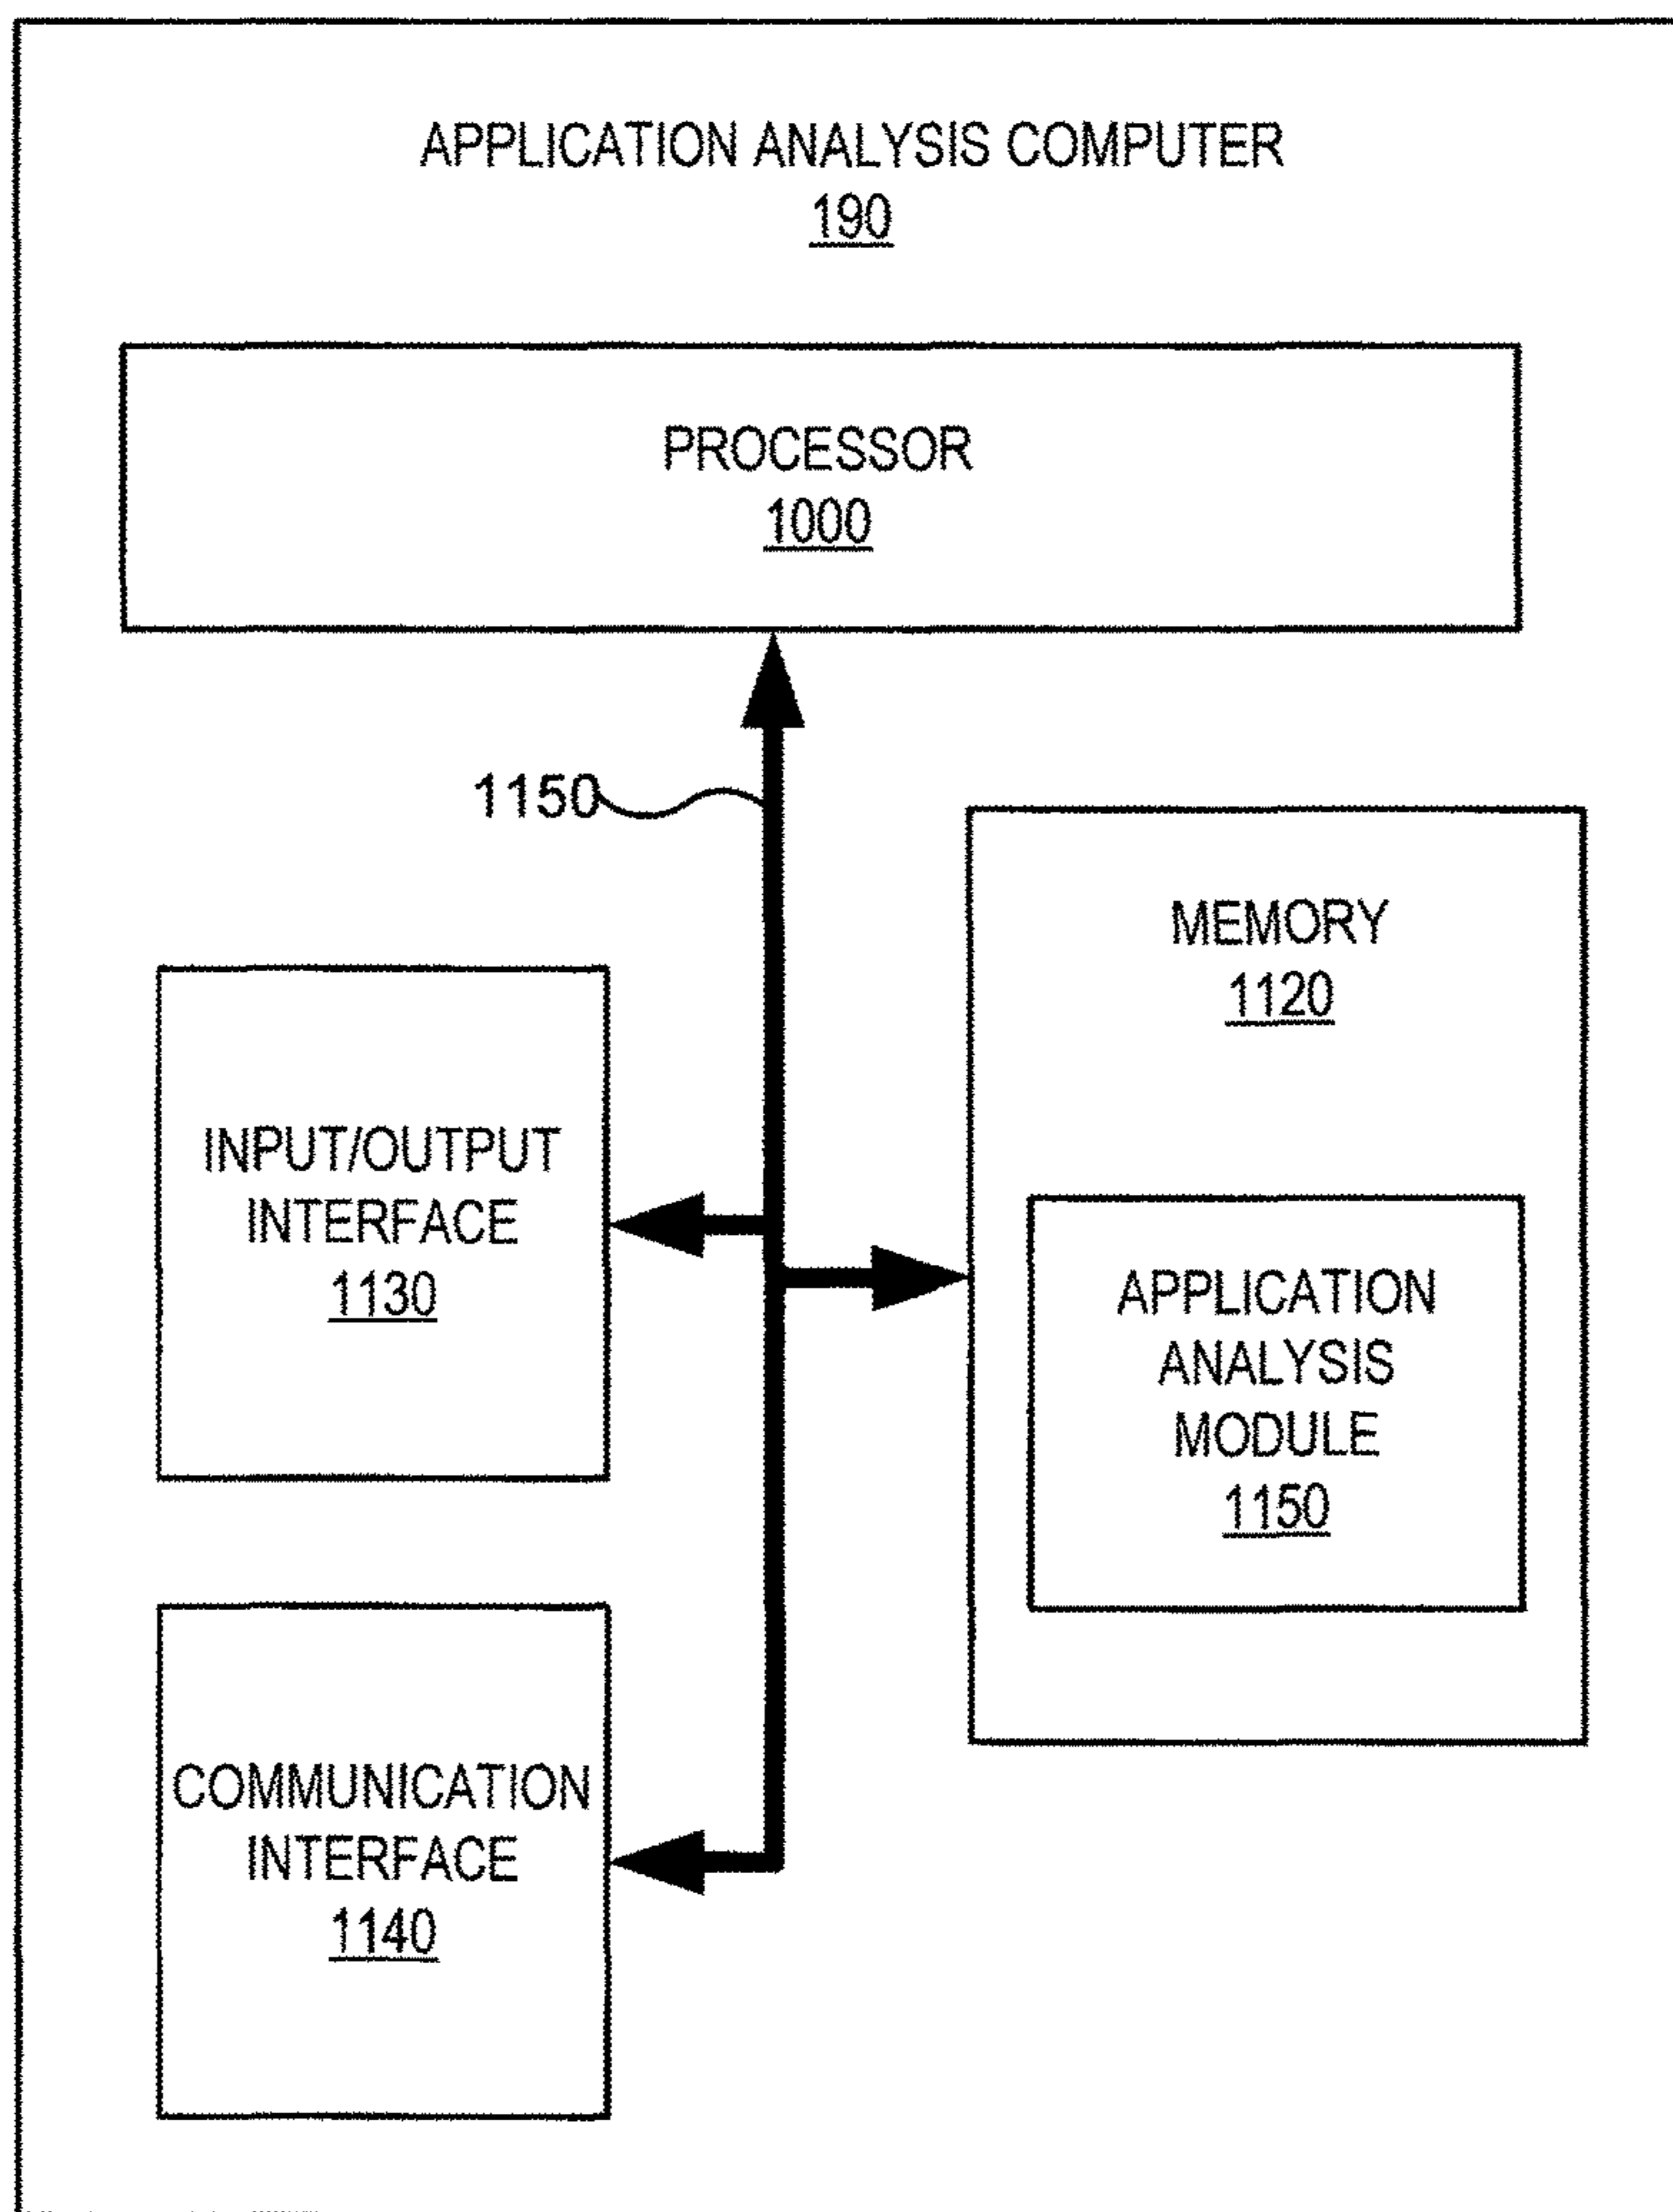 APPLICATION ANALYSIS COMPUTER
190
PROCESSOR
1000
1150
MEMORY
1120
INPUT/OUTPUT
INTERFACE
1130
APPLICATION
ANALYSIS
MODULE
1150
COMMUNICATION
INTERFACE
1140